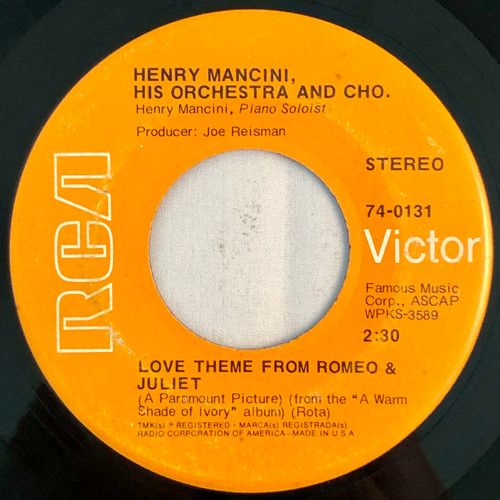 HENRY MANCINI,
HIS ORCHESTRA AND CHO.
Henry Mancini, Piano Soloist
Producer: Joe Reisman
STEREO
74-0131
RCA
Victor
Famous Music
Corp., ASCAP
WPKS-3589
2:30
LOVE THEME FROM ROMEO &
JULIET
(A Paramount Picture) (from the "A Warm
Shade of Ivory" album) (Rota)
TMK(s) ® REGISTERED • MARCA(s) REGISTRADA(s)
RADIO CORPORATION OF AMERICA—MADE IN U.S.A.